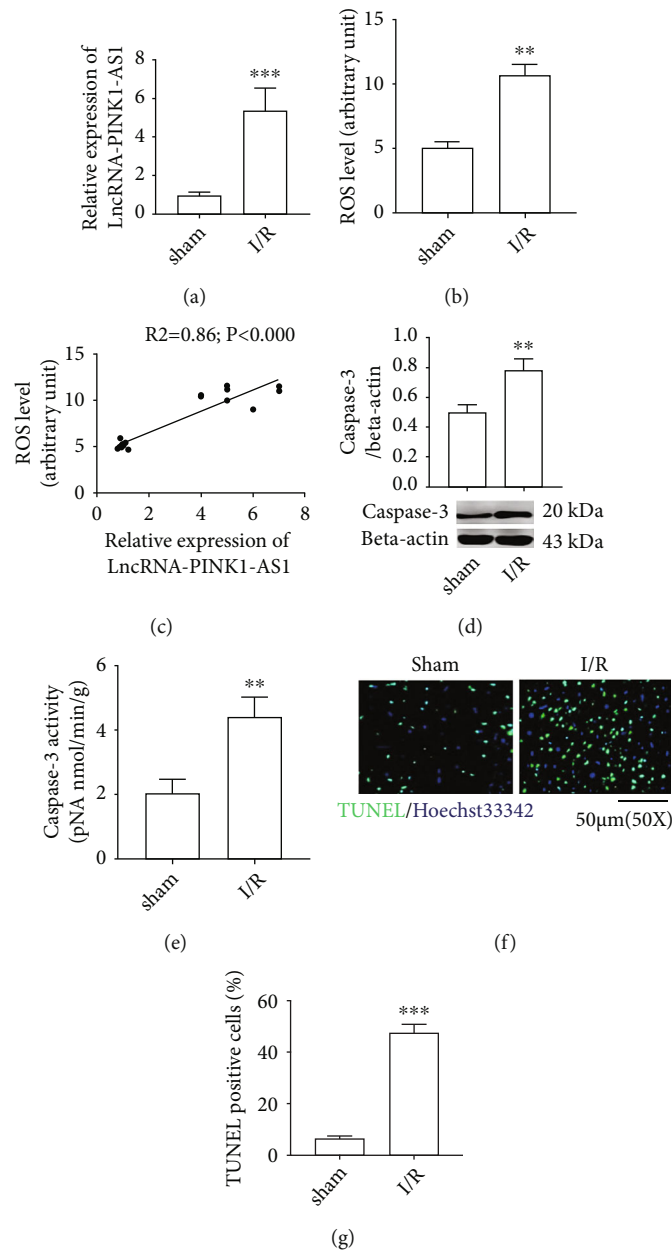 Relative expression of
LncRNA-PINK1-AS1
8
6
4
2
0
***
sham
I/R
(a)
ROS level (arbitrary unit)
15
10
5
0
**
sham
I/R
(b)
R2=0.86; P<0.000
ROS level
(arbitrary unit)
15
10
5
0
0
2
4
6
8
Relative expression of
LncRNA-PINK1-AS1
(c)
Caspase-3
/beta-actin
1.0
0.8
0.6
0.4
0.2
0.0
**
Caspase-3
20 kDa
Beta-actin
43 kDa
sham
I/R
(d)
Caspase-3 activity
(pNA nmol/min/g)
6
4
2
0
**
sham
I/R
(e)
Sham
I/R
TUNEL/Hoechst33342
50μm(50X)
(f)
TUNEL positive cells (%)
60
40
20
0
***
sham
I/R
(g)